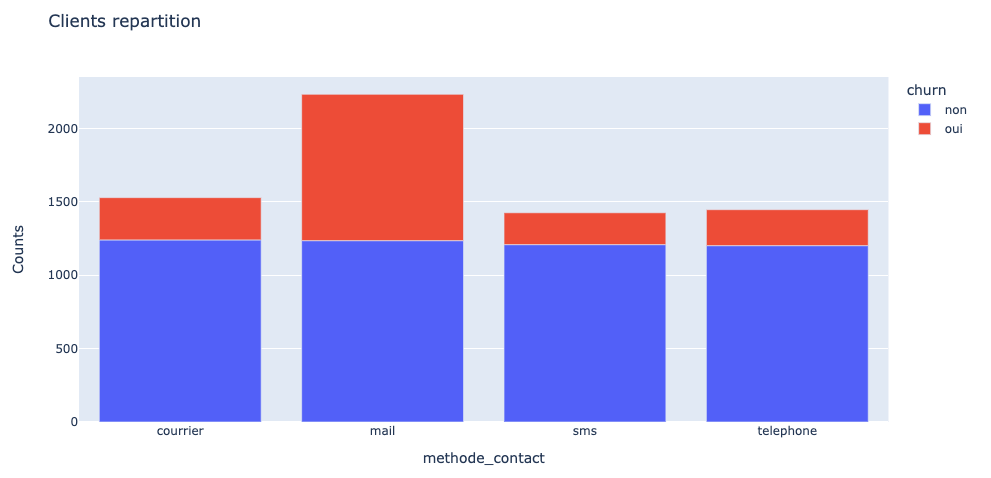 Clients repartition
churn
non
oui
2000
1500
1000
500
0
Counts
courrier
mail
sms
telephone
methode_contact